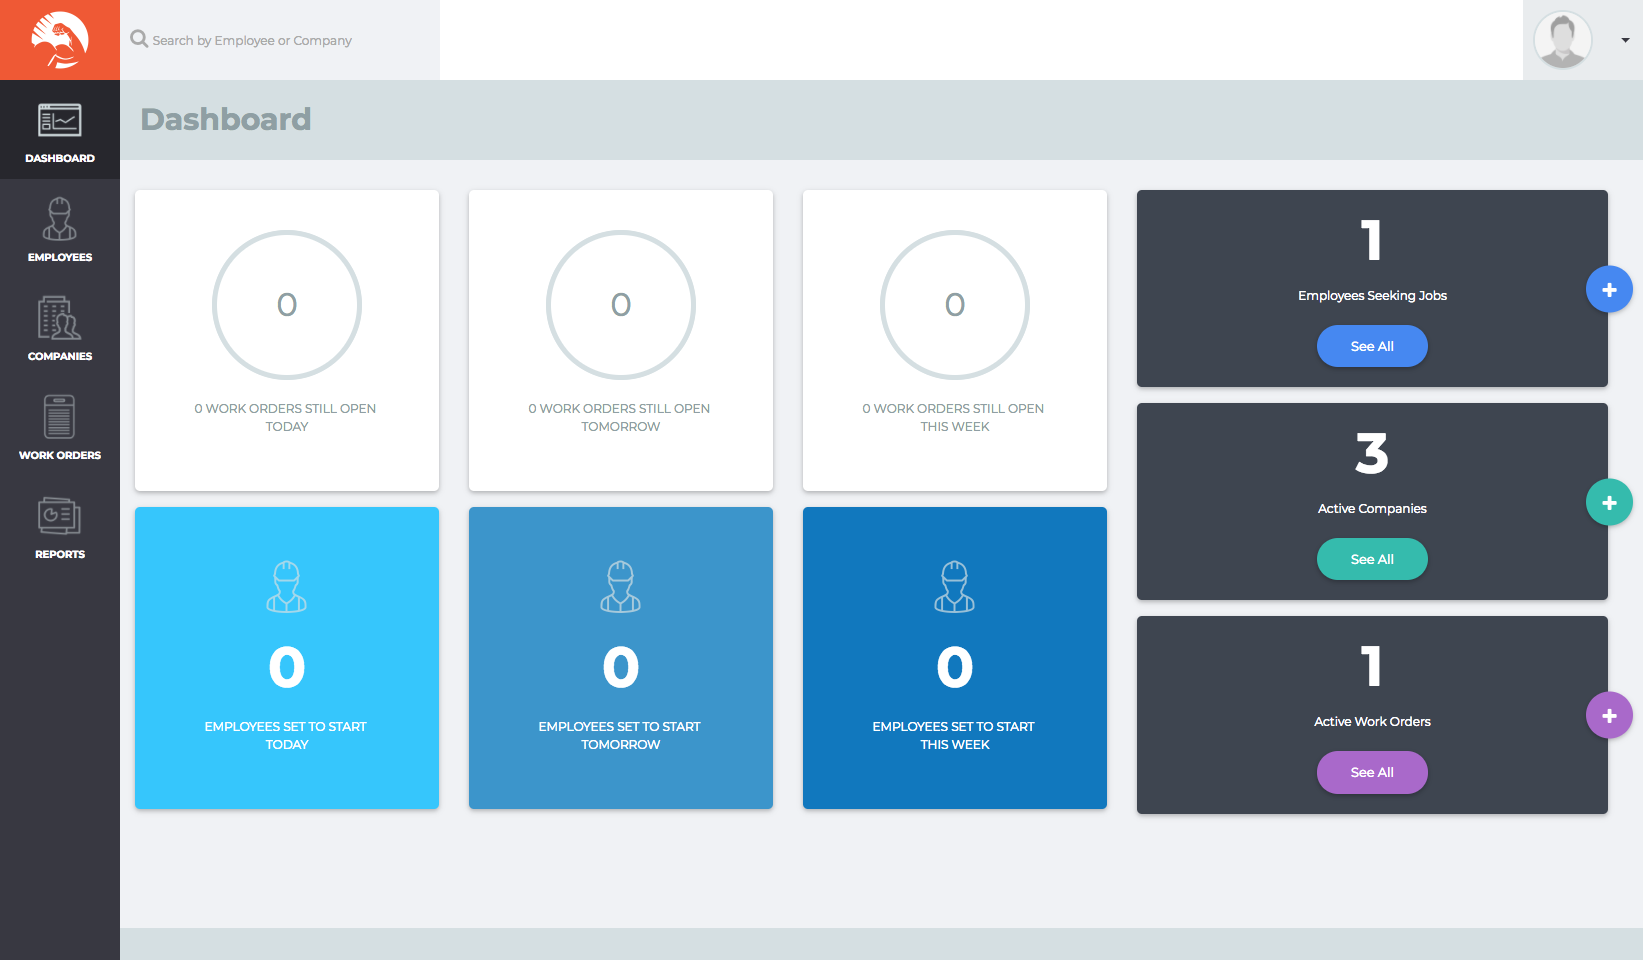 Search by Employee or Company
Dashboard
DASHBOARD
EMPLOYEES
COMPANIES
WORK ORDERS
REPORTS
0
0 WORK ORDERS STILL OPEN
TODAY
0
0 WORK ORDERS STILL OPEN
TOMORROW
0
0 WORK ORDERS STILL OPEN
THIS WEEK
0
EMPLOYEES SET TO START
TODAY
0
EMPLOYEES SET TO START
TOMORROW
0
EMPLOYEES SET TO START
THIS WEEK
1
Employees Seeking Jobs
See All
3
Active Companies
See All
1
Active Work Orders
See All